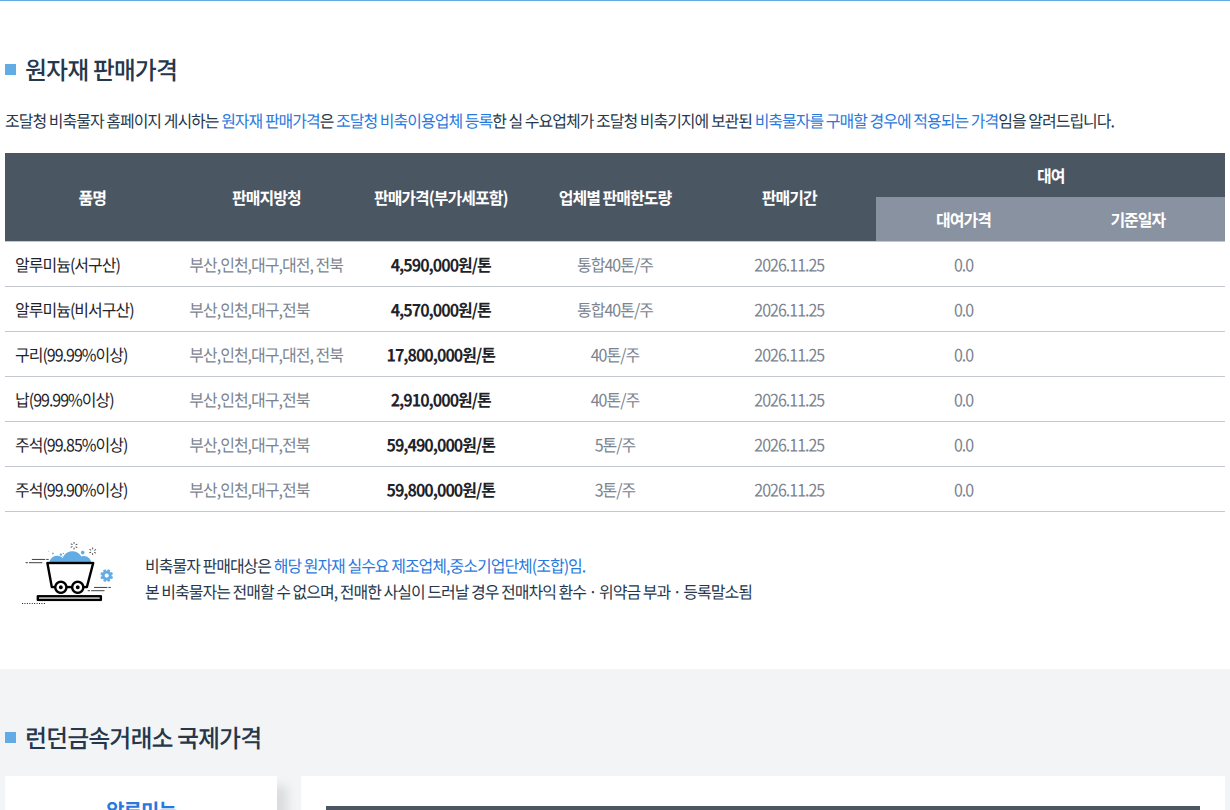 원자재 판매가격
조달청 비축물자 홈페이지 게시하는 원자재 판매가격은 조달청 비축이용업체 등록한 실 수요업체가 조달청 비축기지에 보관된 비축물자를 구매할 경우에 적용되는 가격임을 알려드립니다.
품명 판매지방청 판매가격(부가세포함) 업체별 판매한도량 판매기간 대여
대여가격 기준일자
알루미늄(서구산) 부산,인천,대구,대전, 전북 4,590,000원/톤 통합40톤/주 2026.11.25 0.0
알루미늄(비서구산) 부산,인천,대구,전북 4,570,000원/톤 통합40톤/주 2026.11.25 0.0
구리(99.99%이상) 부산,인천,대구,대전, 전북 17,800,000원/톤 40톤/주 2026.11.25 0.0
납(99.99%이상) 부산,인천,대구,전북 2,910,000원/톤 40톤/주 2026.11.25 0.0
주석(99.85%이상) 부산,인천,대구,전북 59,490,000원/톤 5톤/주 2026.11.25 0.0
주석(99.90%이상) 부산,인천,대구,전북 59,800,000원/톤 3톤/주 2026.11.25 0.0
비축물자 판매대상은 해당 원자재 실수요 제조업체,중소기업단체(조합)임.
본 비축물자는 전매할 수 없으며, 전매한 사실이 드러날 경우 전매차익 환수ㆍ위약금 부과ㆍ등록말소됨
런던금속거래소 국제가격
알루미늄